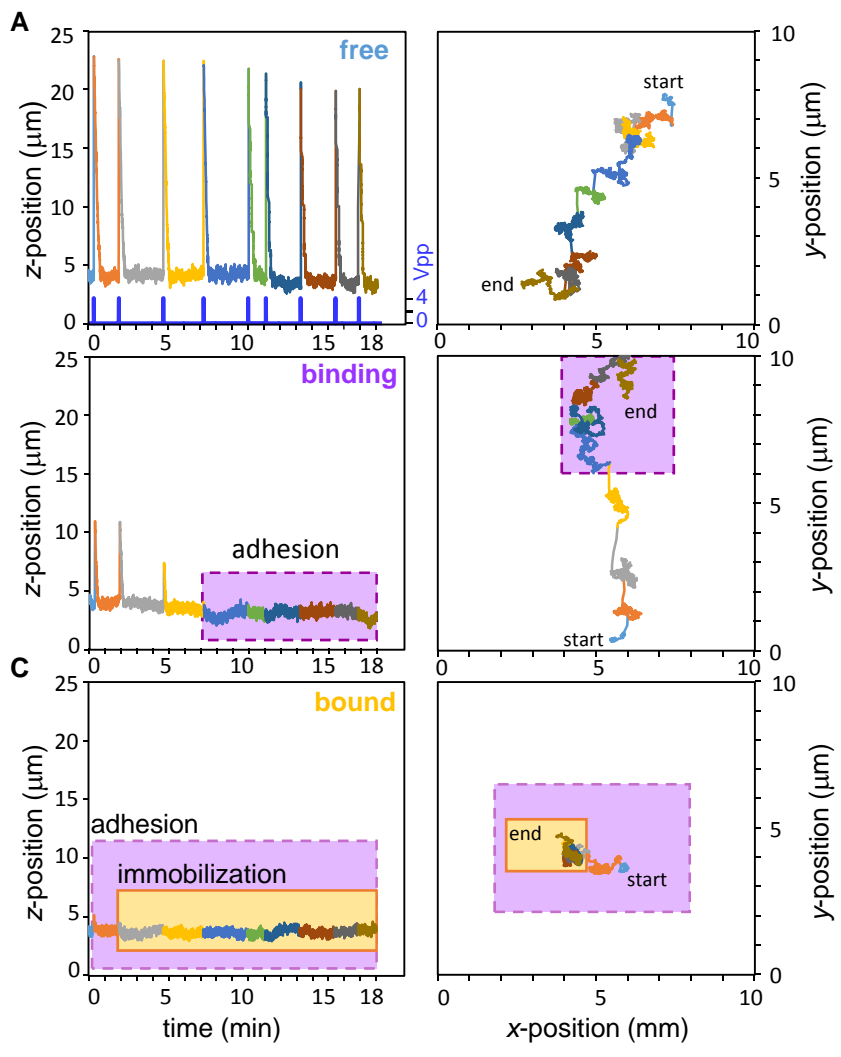 A
free
z-position (μm)
25
20
15
10
5
0
Vpp
4
0
0 5 10 15 18
start
end
y-position (μm)
10
5
0
0 5 10
binding
z-position (μm)
25
20
15
10
5
0
adhesion
0 5 10 15 18
end
start
y-position (μm)
10
5
0
5 10
C
bound
z-position (μm)
25
20
15
10
5
0
adhesion
immobilization
0 5 10 15 18
time (min)
end
start
y-position (μm)
10
5
0
0 5 10
x-position (mm)